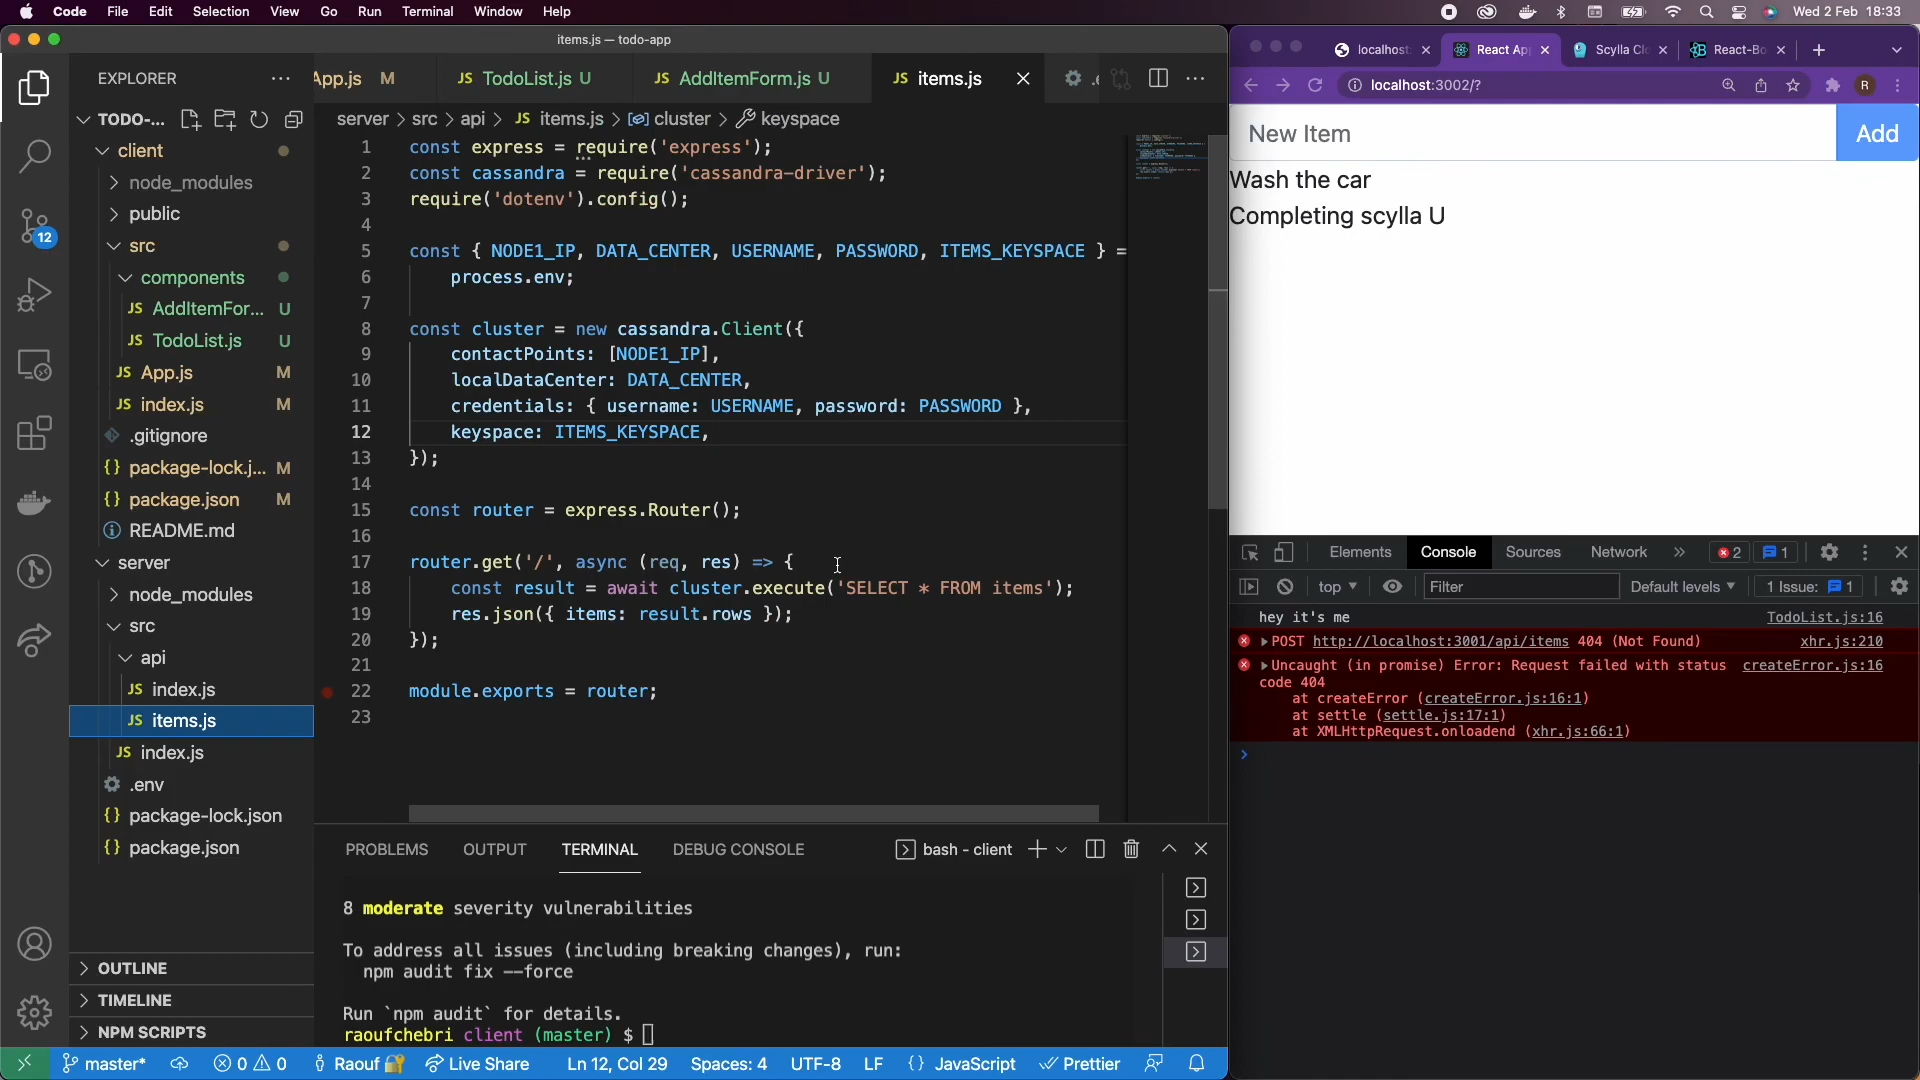 Code File Edit Selection View Go Run Terminal Window Help Wed 2 Feb 18:33
items.js — todo-app
EXPLORER
App.js M
JS TodoList.js U
JS AddItemForm.js U
JS items.js
TODO-...
server > src > api > JS items.js > cluster > keyspace
client
node_modules
public
src
components
JS AddItemFor... U
JS TodoList.js U
JS App.js M
JS index.js M
.gitignore
{} package-lock.j... M
{} package.json M
README.md
server
node_modules
src
api
JS index.js
JS items.js
JS index.js
.env
{} package-lock.json
{} package.json
OUTLINE
TIMELINE
NPM SCRIPTS
12
1 const express = require('express');
2 const cassandra = require('cassandra-driver');
3 require('dotenv').config();
4
5 const { NODE1_IP, DATA_CENTER, USERNAME, PASSWORD, ITEMS_KEYSPACE } =
6 process.env;
7
8 const cluster = new cassandra.Client({
9 contactPoints: [NODE1_IP],
10 localDataCenter: DATA_CENTER,
11 credentials: { username: USERNAME, password: PASSWORD },
12 keyspace: ITEMS_KEYSPACE,
13 });
14
15 const router = express.Router();
16
17 router.get('/', async (req, res) => {
18 const result = await cluster.execute('SELECT * FROM items');
19 res.json({ items: result.rows });
20 });
21
22 module.exports = router;
23
PROBLEMS OUTPUT TERMINAL DEBUG CONSOLE bash - client
8 moderate severity vulnerabilities
To address all issues (including breaking changes), run:
npm audit fix --force
Run `npm audit` for details.
raoufchebri client (master) $
master* 0 0 Raouf Live Share Ln 12, Col 29 Spaces: 4 UTF-8 LF {} JavaScript Prettier
localhost: React Ap Scylla Cl React-Bo
localhost:3002/? R
New Item Add
Wash the car
Completing scylla U
Elements Console Sources Network 2 1
top Filter Default levels 1 Issue: 1
hey it's me TodoList.js:16
POST http://localhost:3001/api/items 404 (Not Found) xhr.js:210
Uncaught (in promise) Error: Request failed with status createError.js:16
code 404
at createError (createError.js:16:1)
at settle (settle.js:17:1)
at XMLHttpRequest.onloadend (xhr.js:66:1)